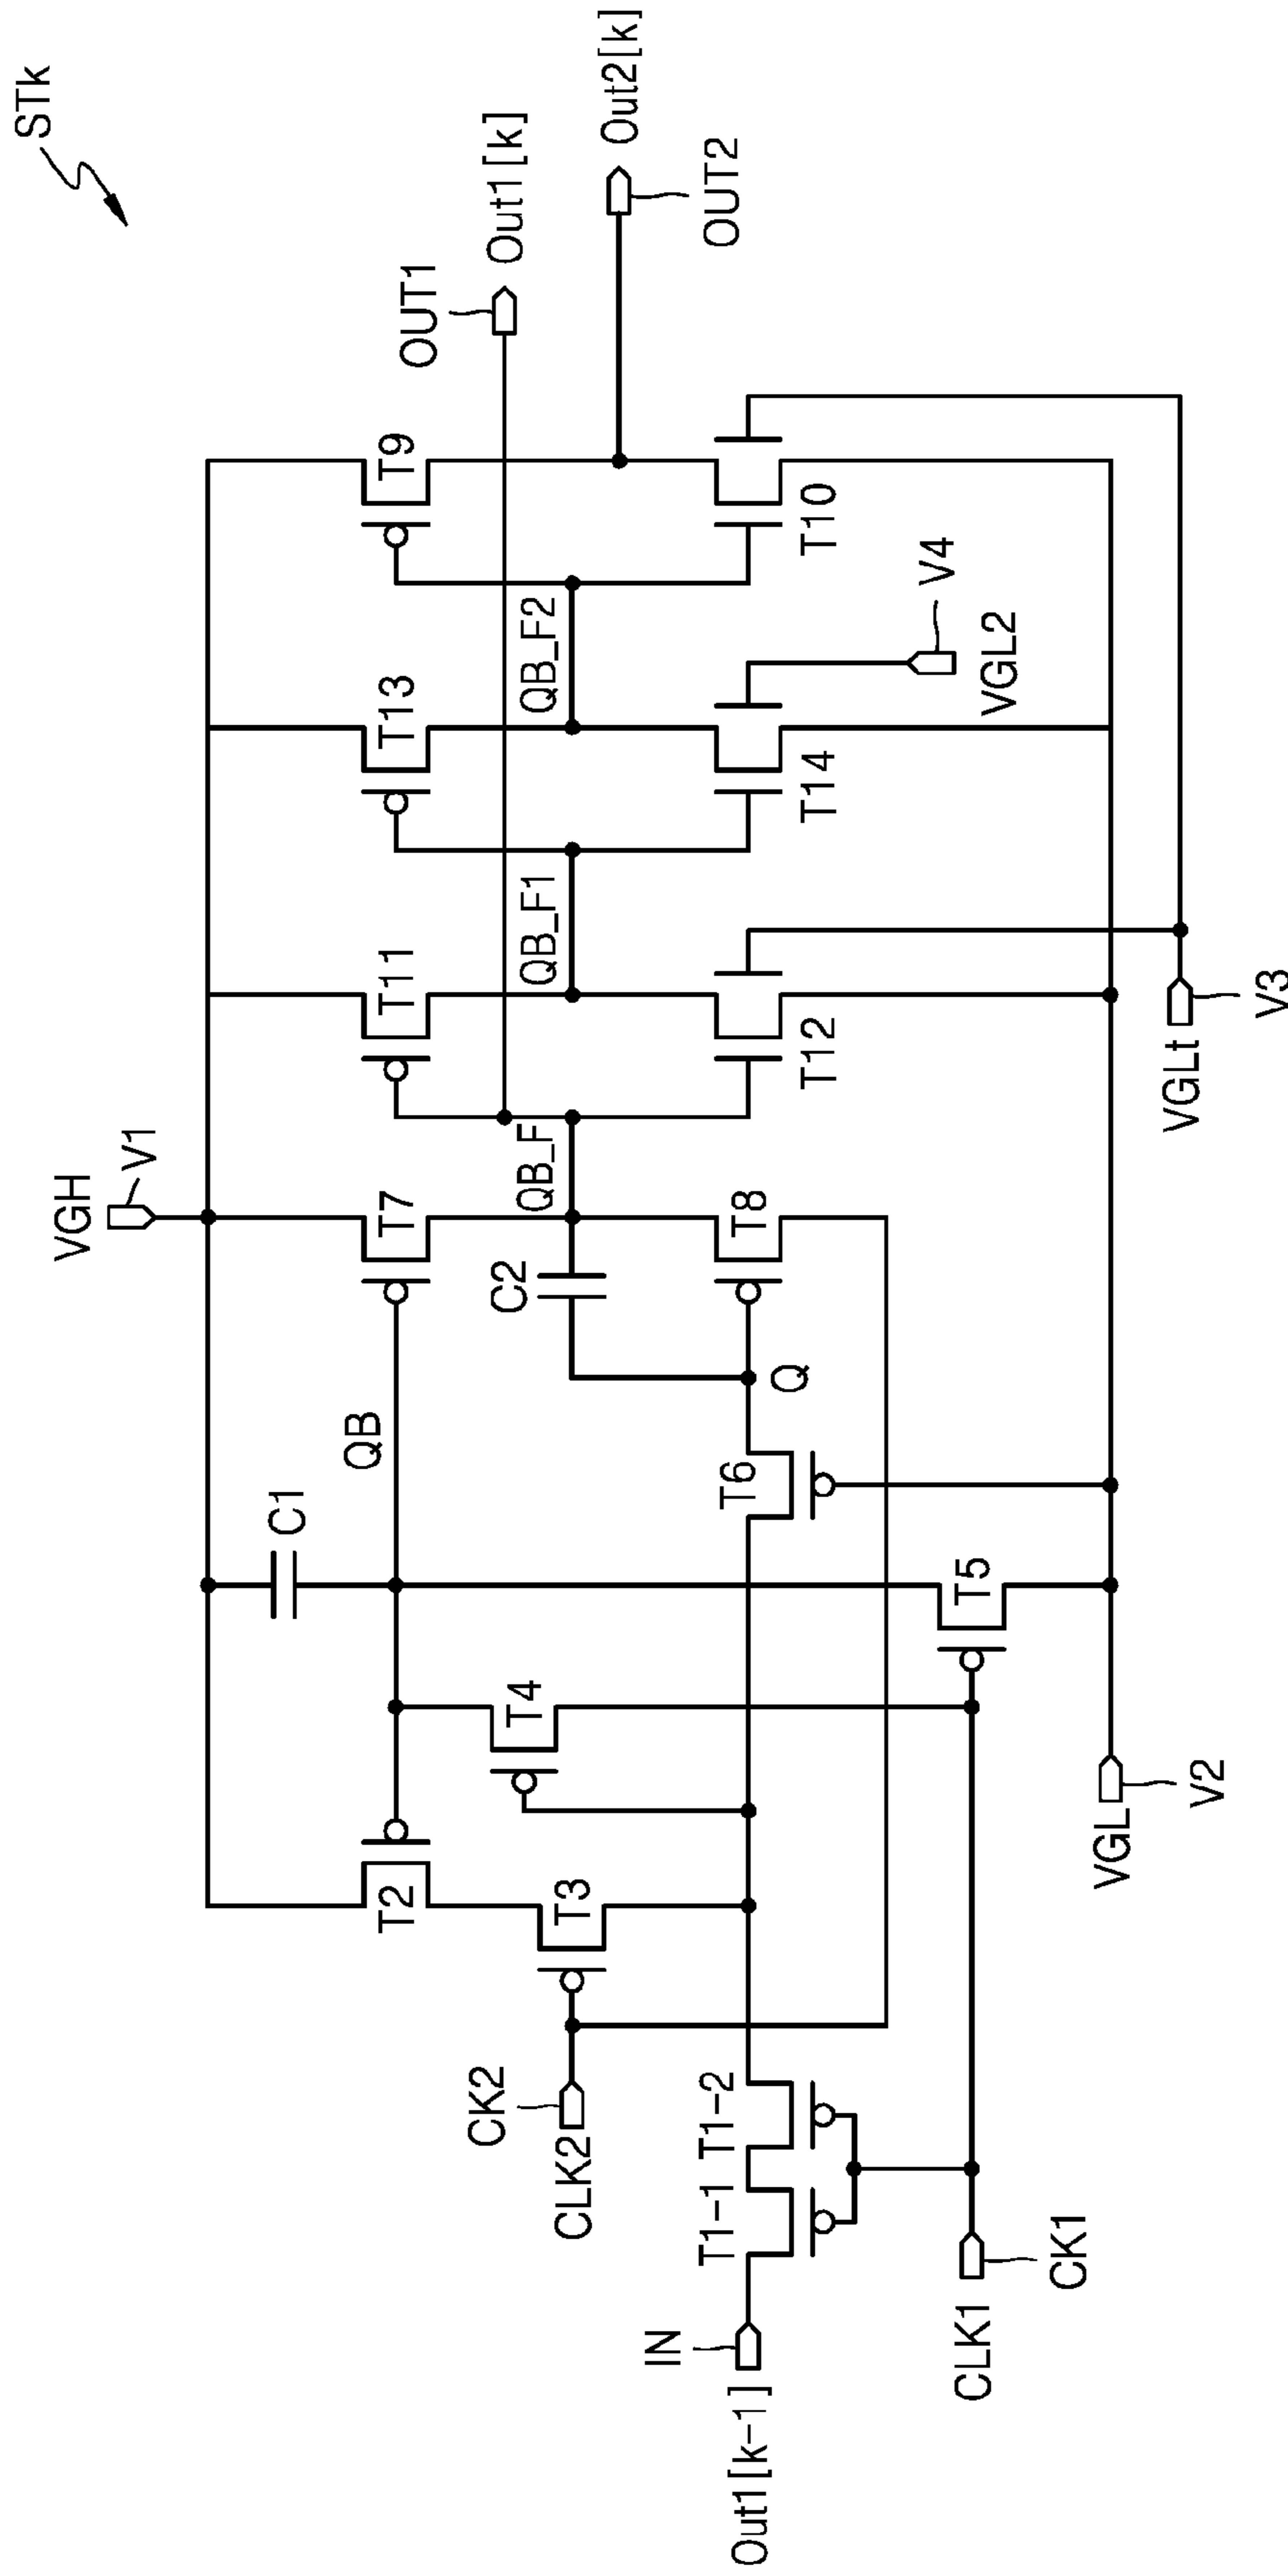 STk
VGH
V1
OUT1
Out1[k]
Out2[k]
OUT2
C1
QB
T2
T7
T11
T13
T9
T4
C2
QB_F
QB_F1
QB_F2
CK2
CLK2
T3
IN
Out1[k-1]
T1-1
T1-2
T6
Q
T8
T12
T14
T10
V4
VGL2
T5
CLK1
CK1
VGL
V2
VGLt
V3